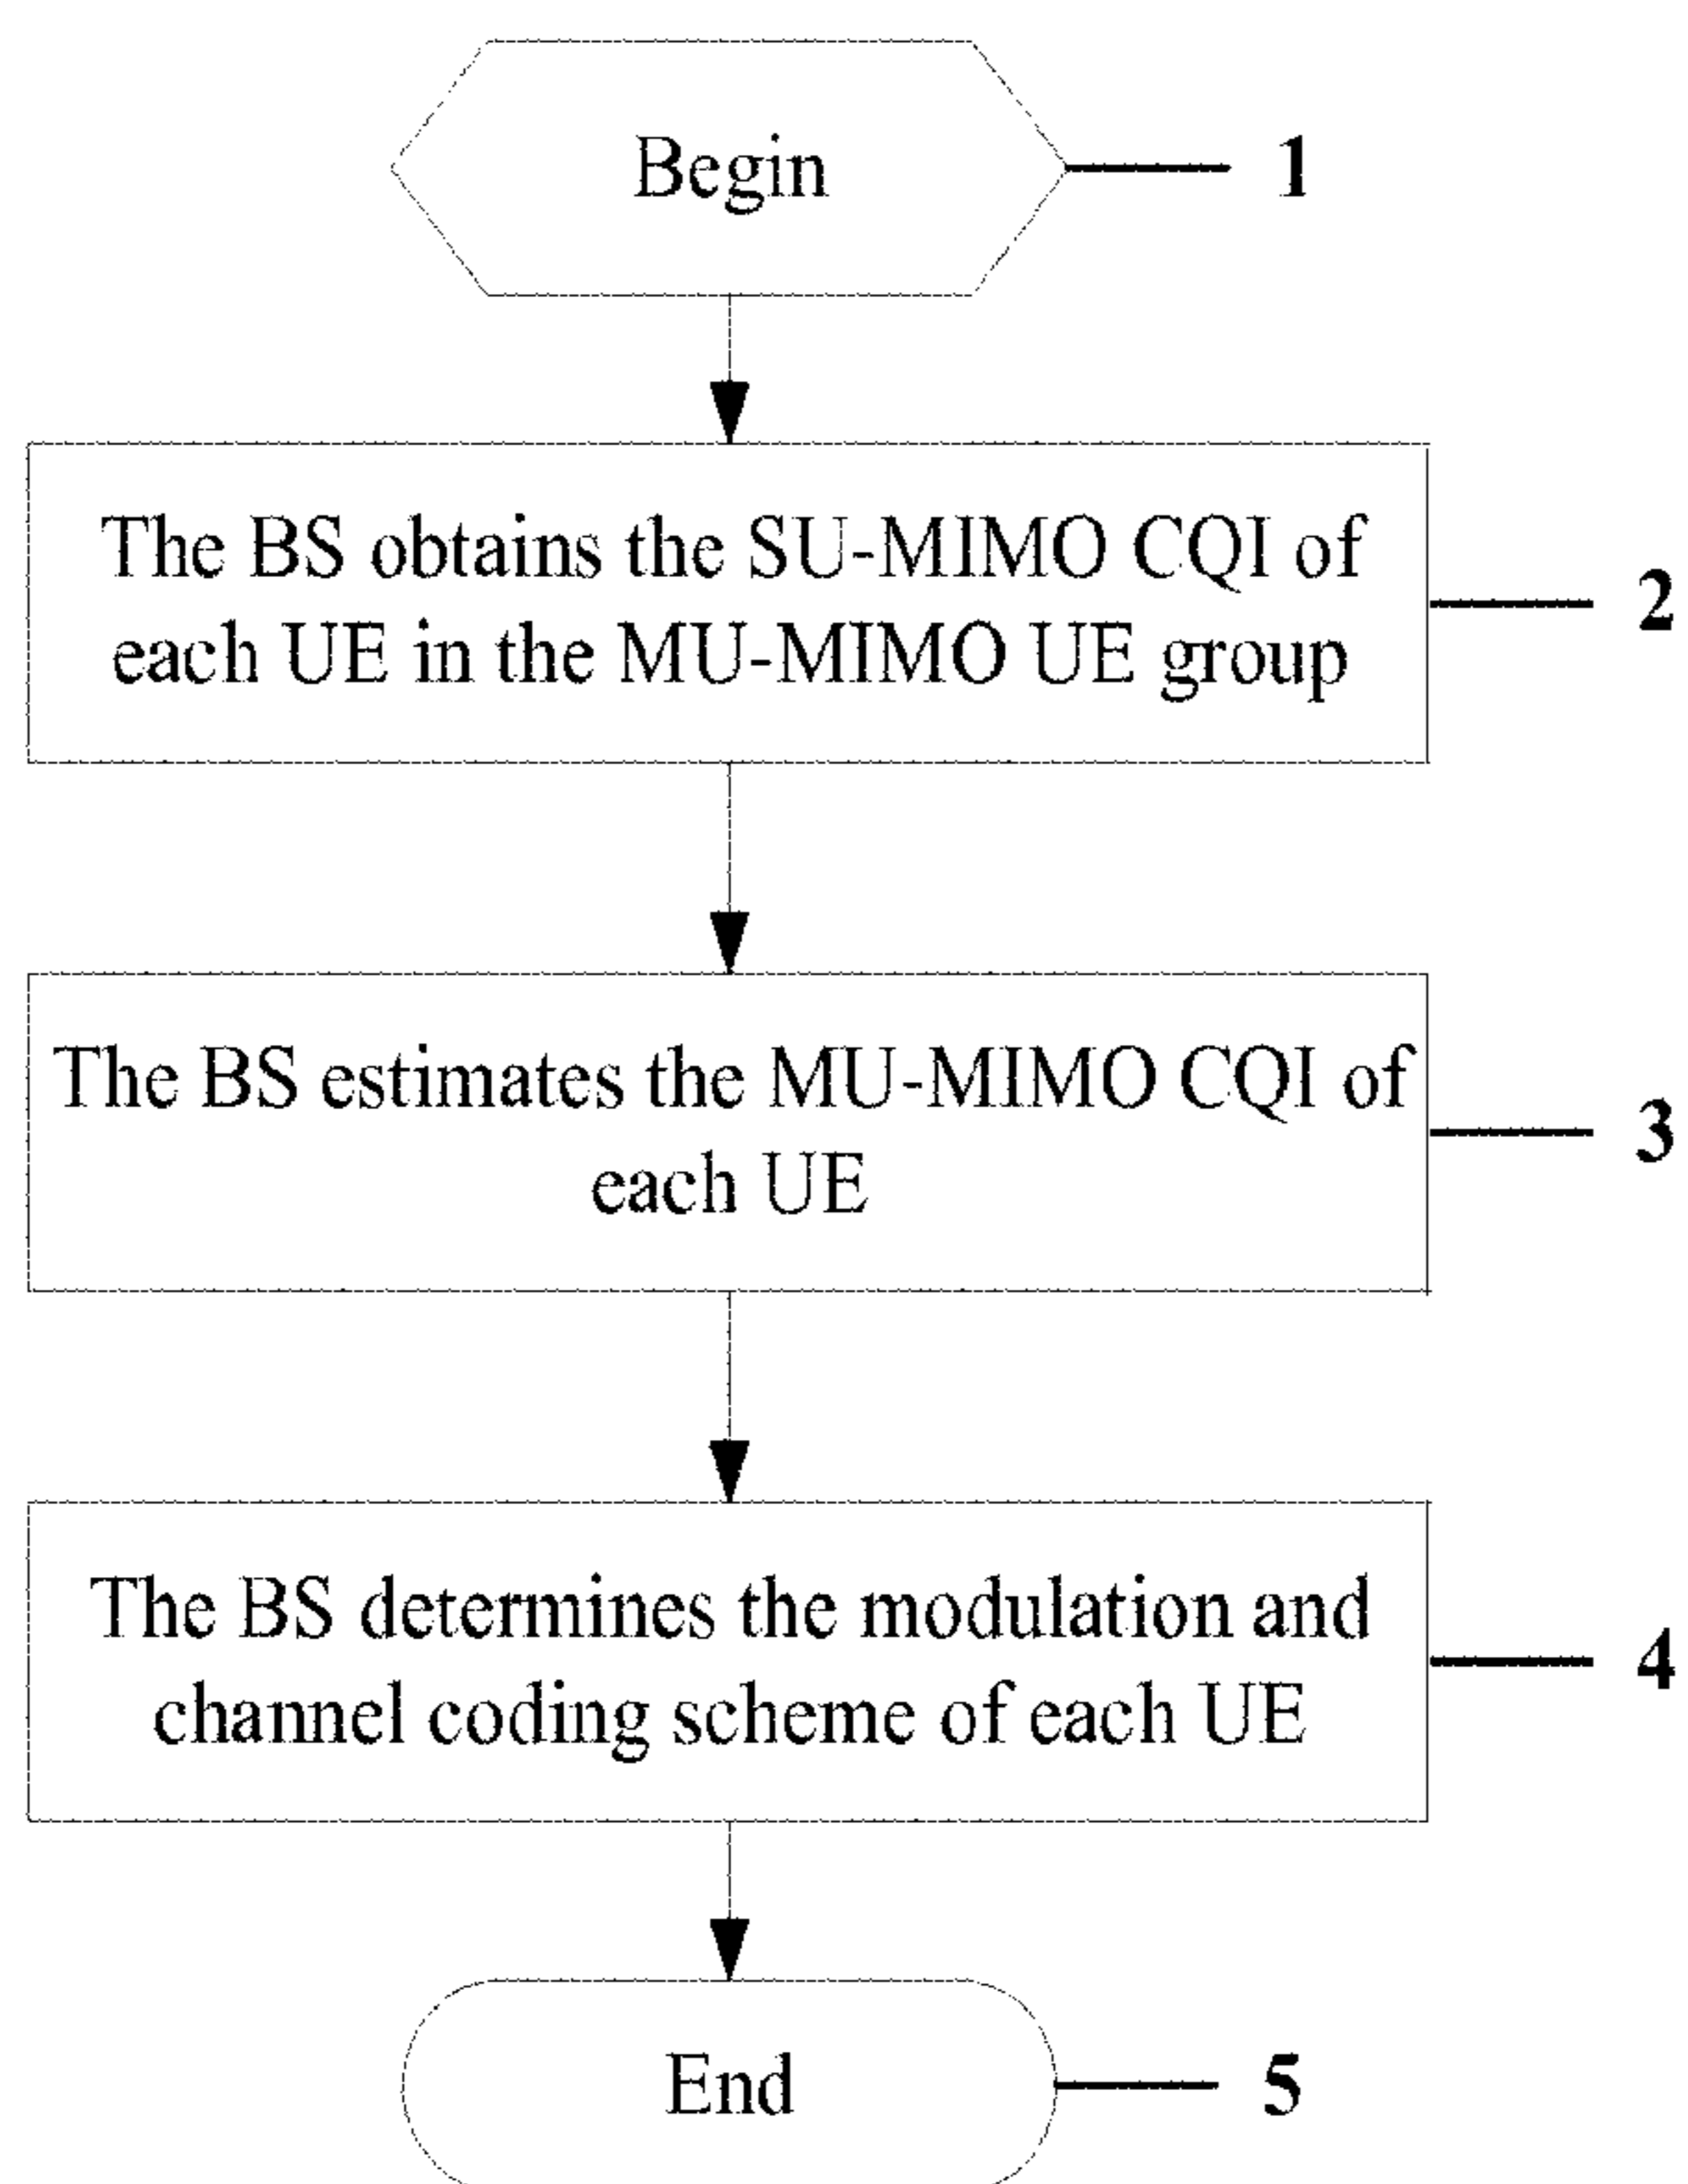 Begin
1
The BS obtains the SU-MIMO CQI of
each UE in the MU-MIMO UE group
2
The BS estimates the MU-MIMO CQI of
each UE
3
The BS determines the modulation and
channel coding scheme of each UE
4
End
5